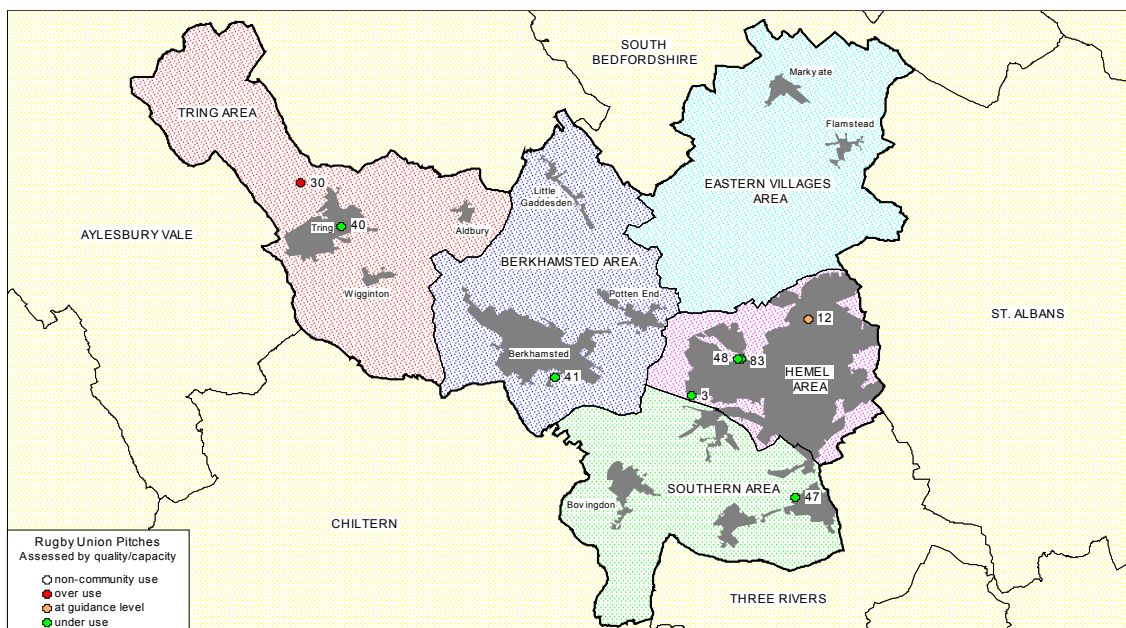 SOUTH
BEDFORDSHIRE
Markyate
TRING AREA
Flamstead
30
Little
Gaddesden
EASTERN VILLAGES
AREA
40
Tring
Aldbury
AYLESBURY VALE
BERKHAMSTED AREA
Wigginton
Potten End
12
ST. ALBANS
Berkhamsted
48
83
HEMEL
AREA
41
3
SOUTHERN AREA
47
Bovingdon
CHILTERN
Rugby Union Pitches
Assessed by quality/capacity
non-community use
over use
at guidance level
under use
THREE RIVERS